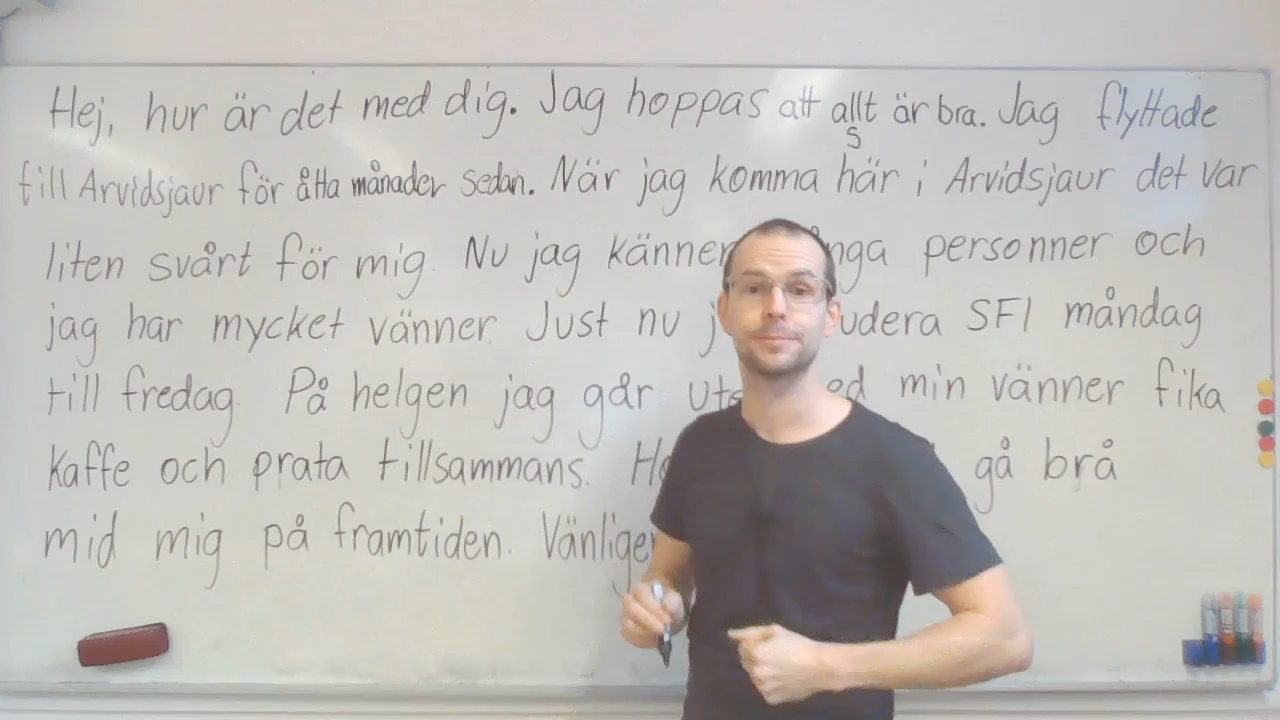 Hej, hur är det med dig. Jag hoppas att allt är bra. Jag flyttade
s
till Arvidsjaur för åtta månader sedan. När jag komma här i Arvidsjaur det var
liten svårt för mig. Nu jag känner personner och
jag har mycket vänner. Just nu SFI måndag
till fredag. På helgen jag går min vänner fika
kaffe och prata tillsammans. gå brå
mid mig på framtiden.